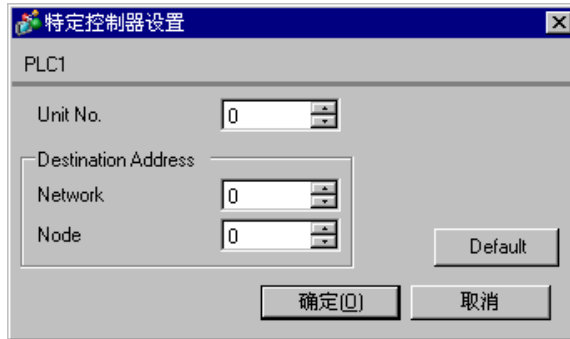 特定控制器设置
PLC1
Unit No. 0
Destination Address
Network 0
Node 0
Default
确定(O) 取消